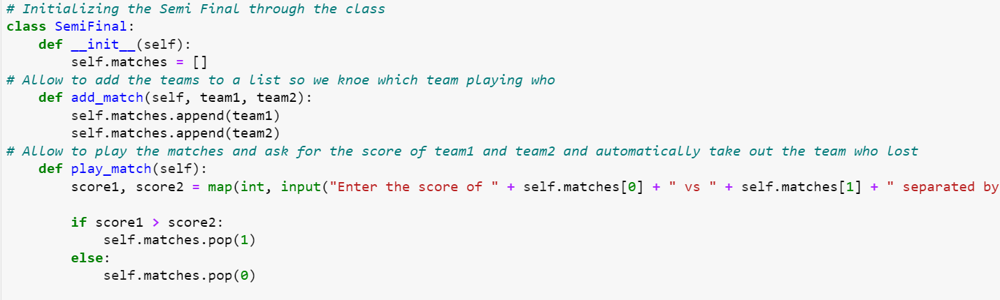 # Initializing the Semi Final through the class
class SemiFinal:
    def __init__(self):
        self.matches = []
# Allow to add the teams to a list so we knoe which team playing who
    def add_match(self, team1, team2):
        self.matches.append(team1)
        self.matches.append(team2)
# Allow to play the matches and ask for the score of team1 and team2 and automatically take out the team who lost
    def play_match(self):
        score1, score2 = map(int, input("Enter the score of " + self.matches[0] + " vs " + self.matches[1] + " separated by
        if score1 > score2:
            self.matches.pop(1)
        else:
            self.matches.pop(0)